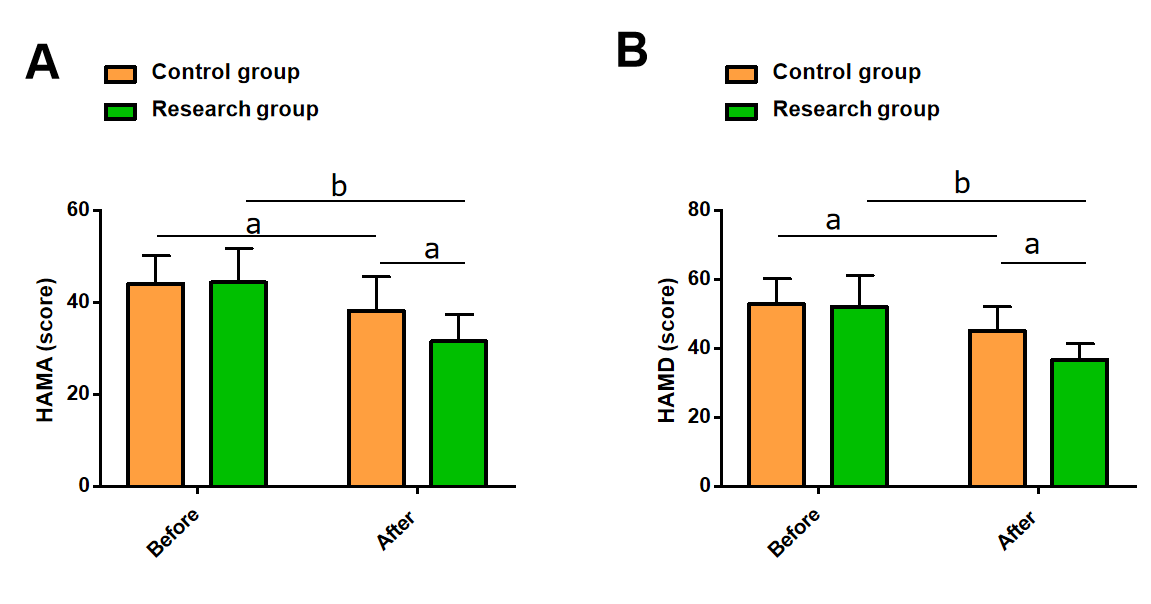 A
Control group
Research group
b
a
a
60
40
20
0
HAMA (score)
Before
After
B
Control group
Research group
b
a
a
80
60
40
20
0
HAMD (score)
Before
After